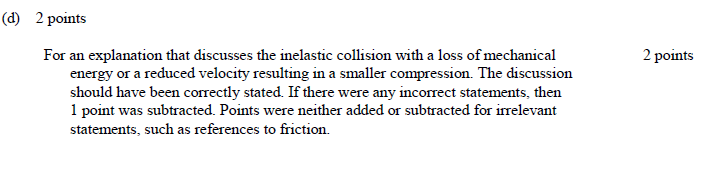 (d) 2 points
For an explanation that discusses the inelastic collision with a loss of mechanical 2 points
energy or a reduced velocity resulting in a smaller compression. The discussion
should have been correctly stated. If there were any incorrect statements, then
1 point was subtracted. Points were neither added or subtracted for irrelevant
statements, such as references to friction.